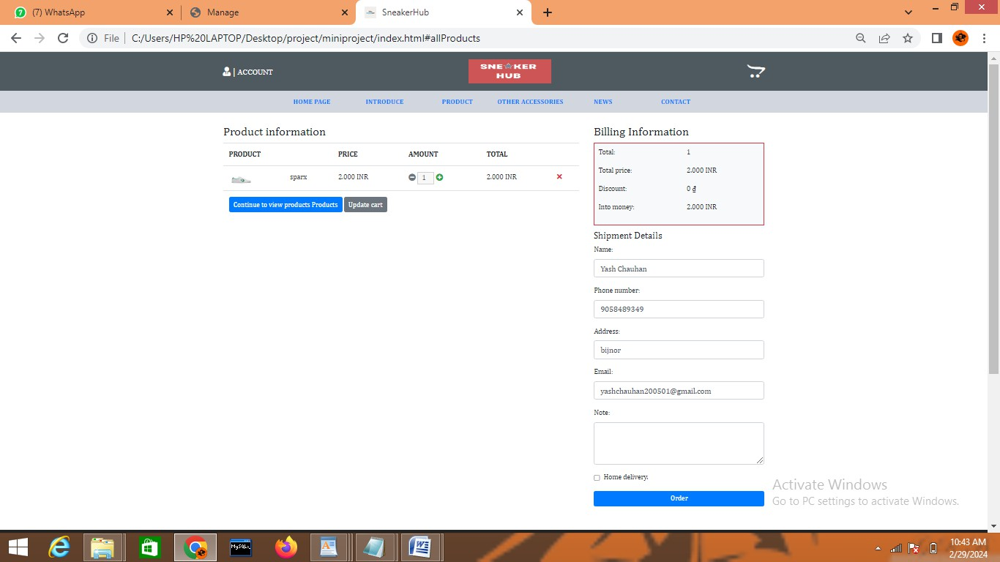 (7) WhatsApp
Manage
SneakerHub
File
C:/Users/HP%20LAPTOP/Desktop/project/miniproject/index.html#allProducts
| ACCOUNT
SNE KER
HUB
HOME PAGE INTRODUCE PRODUCT OTHER ACCESSORIES NEWS CONTACT
Product information
PRODUCT PRICE AMOUNT TOTAL
sparx 2.000 INR 1 2.000 INR
Continue to view products Products Update cart
Billing Information
Total: 1
Total price: 2.000 INR
Discount: 0 ₫
Into money: 2.000 INR
Shipment Details
Name:
Yash Chauhan
Phone number:
9058489349
Address:
bijnor
Email:
yashchauhan200501@gmail.com
Note:
Home delivery.
Order
Activate Windows
Go to PC settings to activate Windows.
10:43 AM
2/29/2024